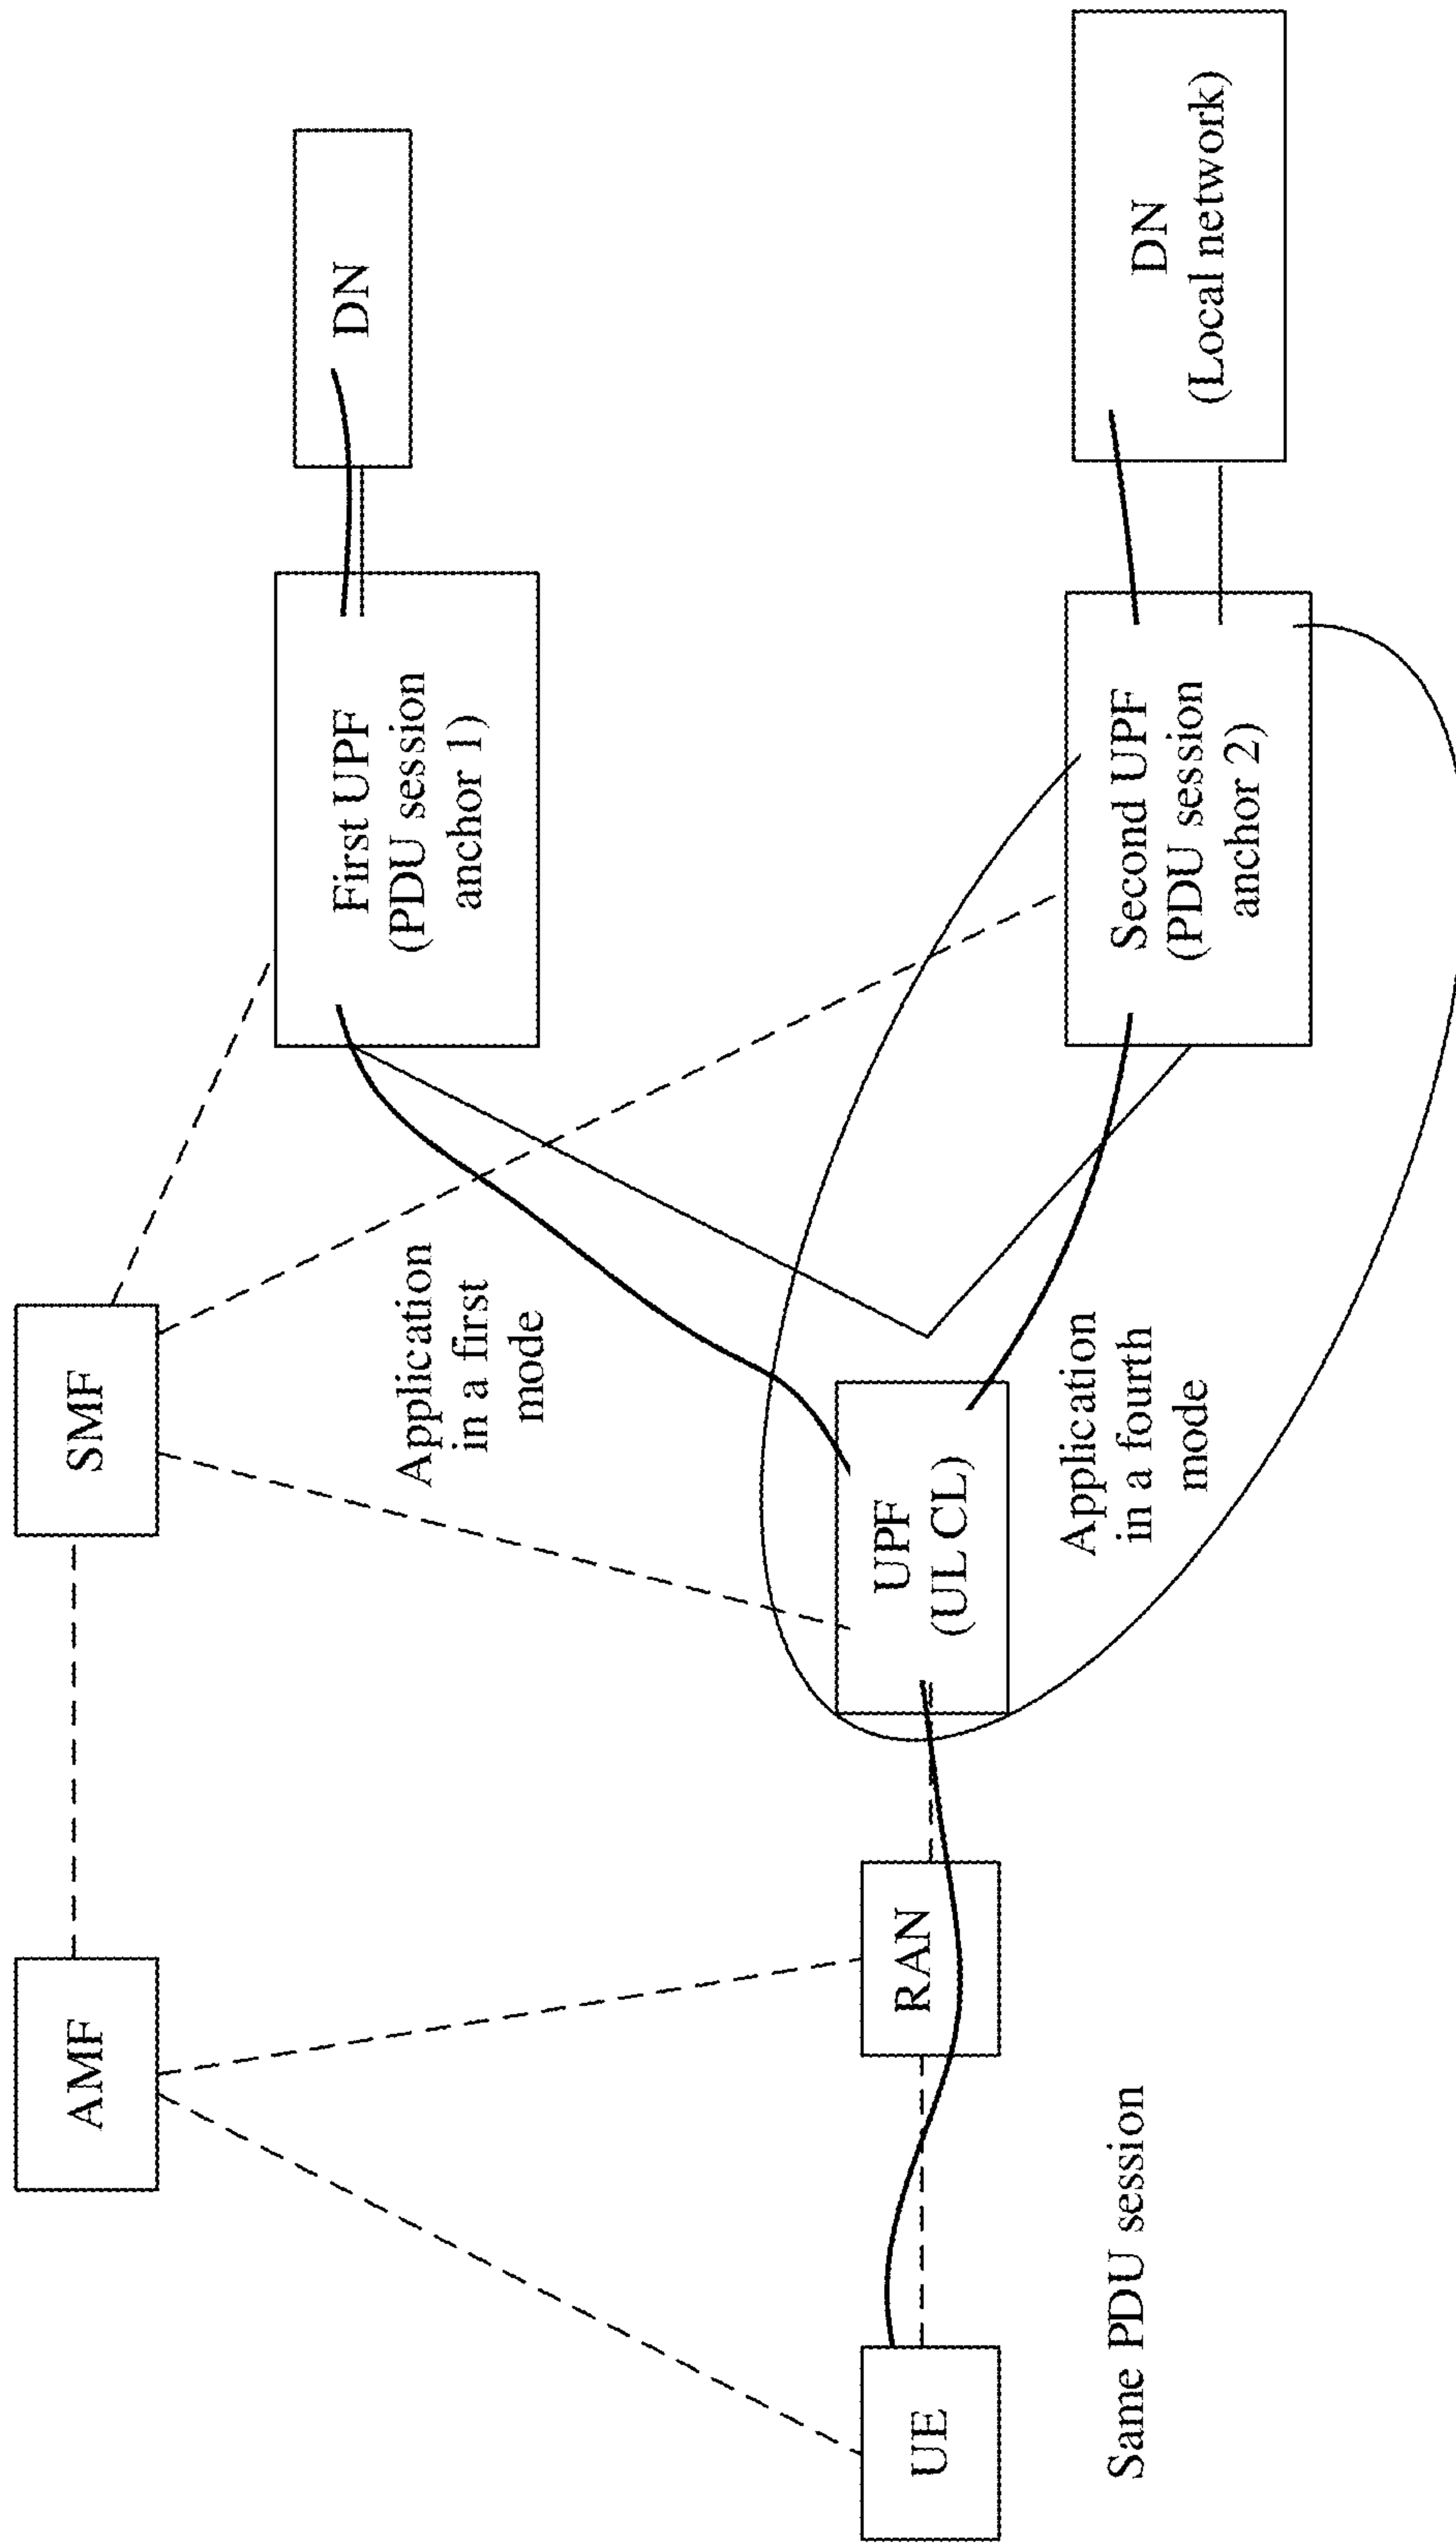 AMF
SMF
First UPF
(PDU session
anchor 1)
DN
Application
in a first
mode
UE
RAN
UPF
(UL CL)
Application
in a fourth
mode
Second UPF
(PDU session
anchor 2)
DN
(Local network)
Same PDU session